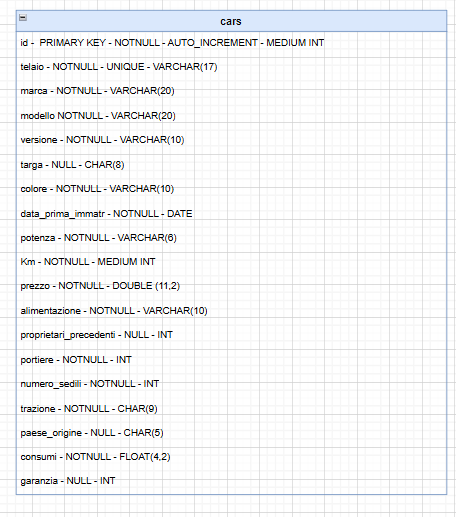 cars
id - PRIMARY KEY - NOTNULL - AUTO_INCREMENT - MEDIUM INT
telaio - NOTNULL - UNIQUE - VARCHAR(17)
marca - NOTNULL - VARCHAR(20)
modello NOTNULL - VARCHAR(20)
versione - NOTNULL - VARCHAR(10)
targa - NULL - CHAR(8)
colore - NOTNULL - VARCHAR(10)
data_prima_immatr - NOTNULL - DATE
potenza - NOTNULL - VARCHAR(6)
Km - NOTNULL - MEDIUM INT
prezzo - NOTNULL - DOUBLE (11,2)
alimentazione - NOTNULL - VARCHAR(10)
proprietari_precedenti - NULL - INT
portiere - NOTNULL - INT
numero_sedili - NOTNULL - INT
trazione - NOTNULL - CHAR(9)
paese_origine - NULL - CHAR(5)
consumi - NOTNULL - FLOAT(4,2)
garanzia - NULL - INT